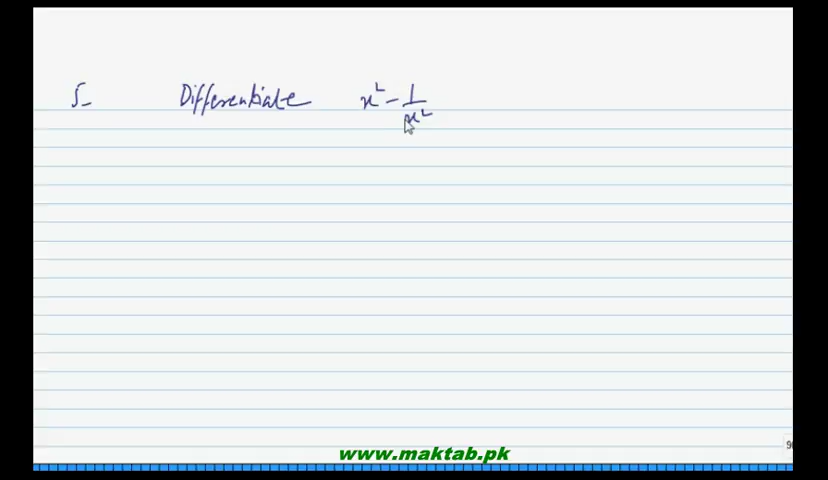 5- Differentiate x² - 1/x²
www.maktab.pk